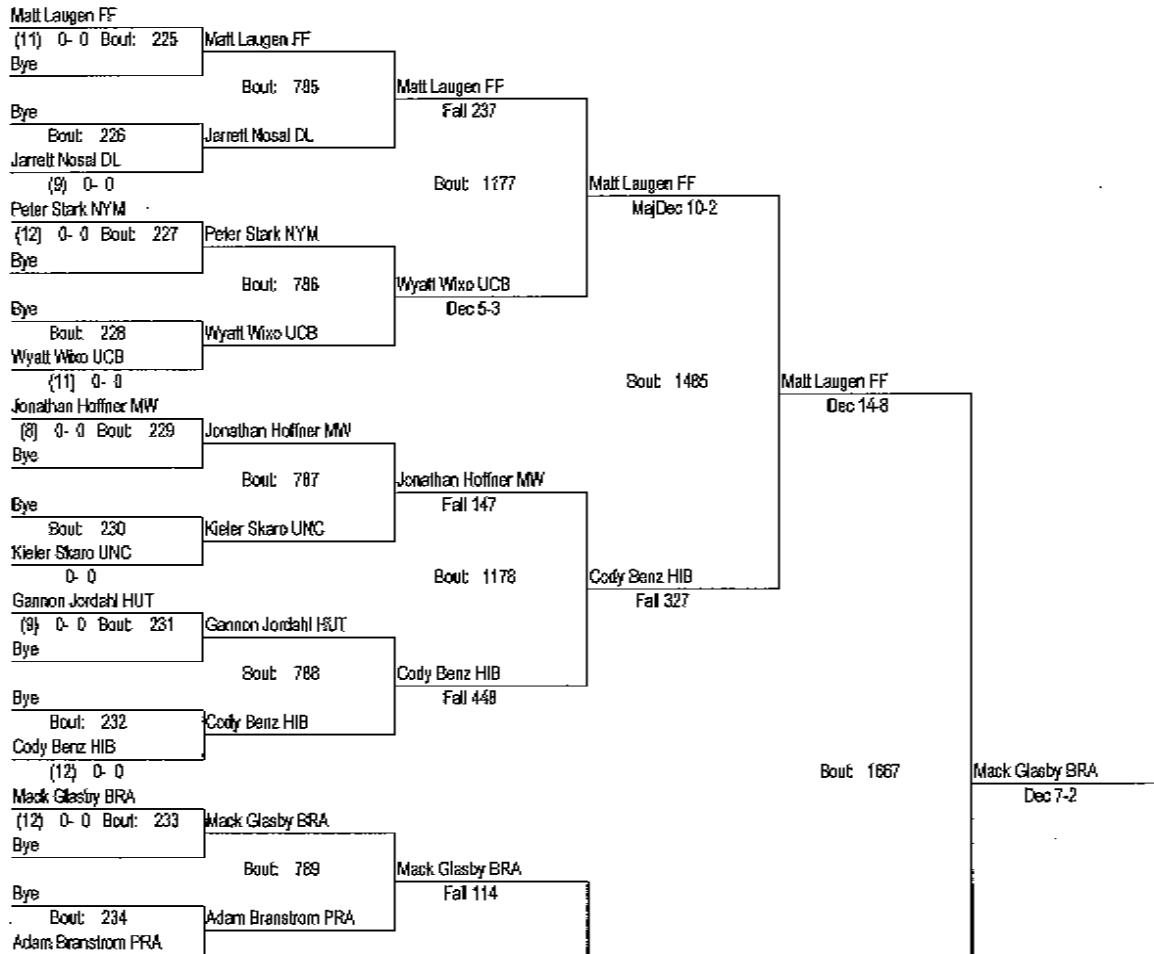 Matt Laugen FF
(11) 0- 0 Bout: 225 Matt Laugen FF
Bye
Bout: 785 Matt Laugen FF
Bye Fall 237
Bout: 226 Jarrett Nosal DL
Jarrett Nosal DL
(9) 0- 0 Bout: 1177 Matt Laugen FF
Peter Stark NYM MajDec 10-2
(12) 0- 0 Bout: 227 Peter Stark NYM
Bye
Bout: 786 Wyatt Wixo UCB
Bye Dec 5-3
Bout: 228 Wyatt Wixo UCB
Wyatt Wixo UCB
(11) 0- 0 Bout: 1485 Matt Laugen FF
Jonathan Hoffner MW Dec 14-8
(8) 0- 0 Bout: 229 Jonathan Hoffner MW
Bye
Bout: 787 Jonathan Hoffner MW
Bye Fall 147
Bout: 230 Kieler Skaro UNC
Kieler Skaro UNC
0- 0 Bout: 1178 Cody Benz HIB
Gannon Jordahl HUT Fall 327
(9) 0- 0 Bout: 231 Gannon Jordahl HUT
Bye
Bout: 788 Cody Benz HIB
Bye Fall 448
Bout: 232 Cody Benz HIB
Cody Benz HIB
(12) 0- 0 Bout: 1667 Mack Glasby BRA
Mack Glasby BRA Dec 7-2
(12) 0- 0 Bout: 233 Mack Glasby BRA
Bye
Bout: 789 Mack Glasby BRA
Bye Fall 114
Bout: 234 Adam Branstrom PRA
Adam Branstrom PRA